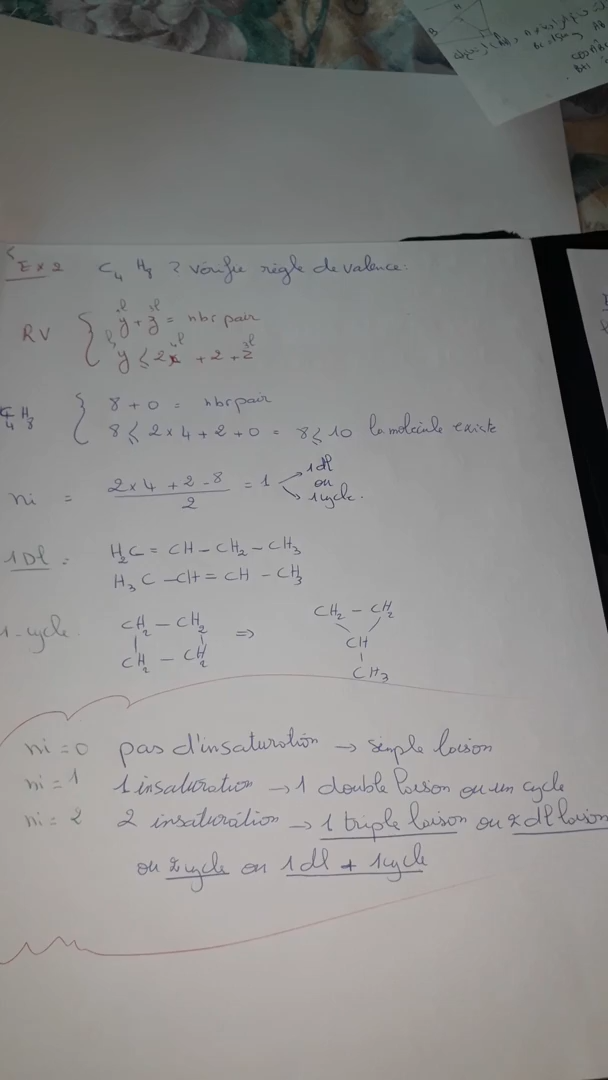 Ex 2 C4 H8 ? vérifie règle de valence :
RV { y + z = nbr pair
y ≤ 2x + 2 + z
C4 H8 { 8 + 0 = nbr pair
8 ≤ 2 x 4 + 2 + 0 = 8 ≤ 10 la molécule existe
ni = (2 x 4 + 2 - 8) / 2 = 1 → 1 dl
ou
→ 1 cycle.
1 Dl : H2C = CH - CH2 - CH3
H3C - CH = CH - CH3
1-cycle : CH2 - CH2 ⇒ CH2 - CH2
CH2 - CH2 CH
CH3
ni = 0 pas d'insaturation → simple liaison
ni = 1 1 insaturation → 1 double liaison ou un cycle
ni = 2 2 insaturation → 1 triple liaison ou 2 dl liaison
ou 2 cycle ou 1 dl + 1 cycle